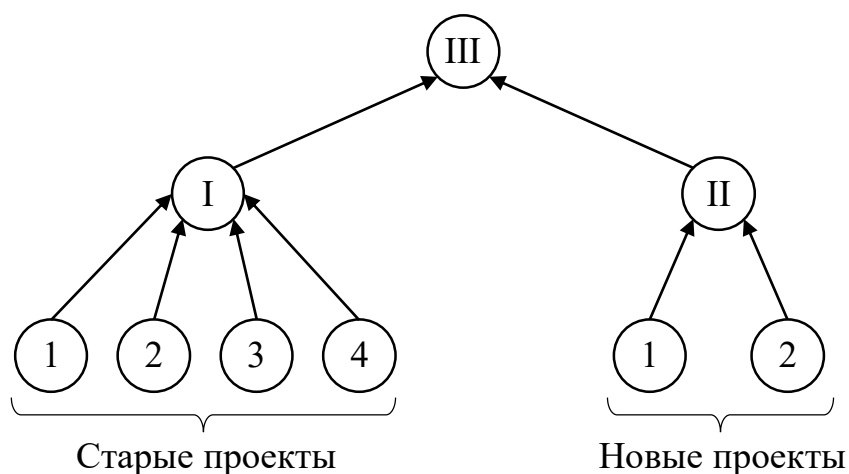 III
I
II
1 2 3 4
1 2
Старые проекты
Новые проекты